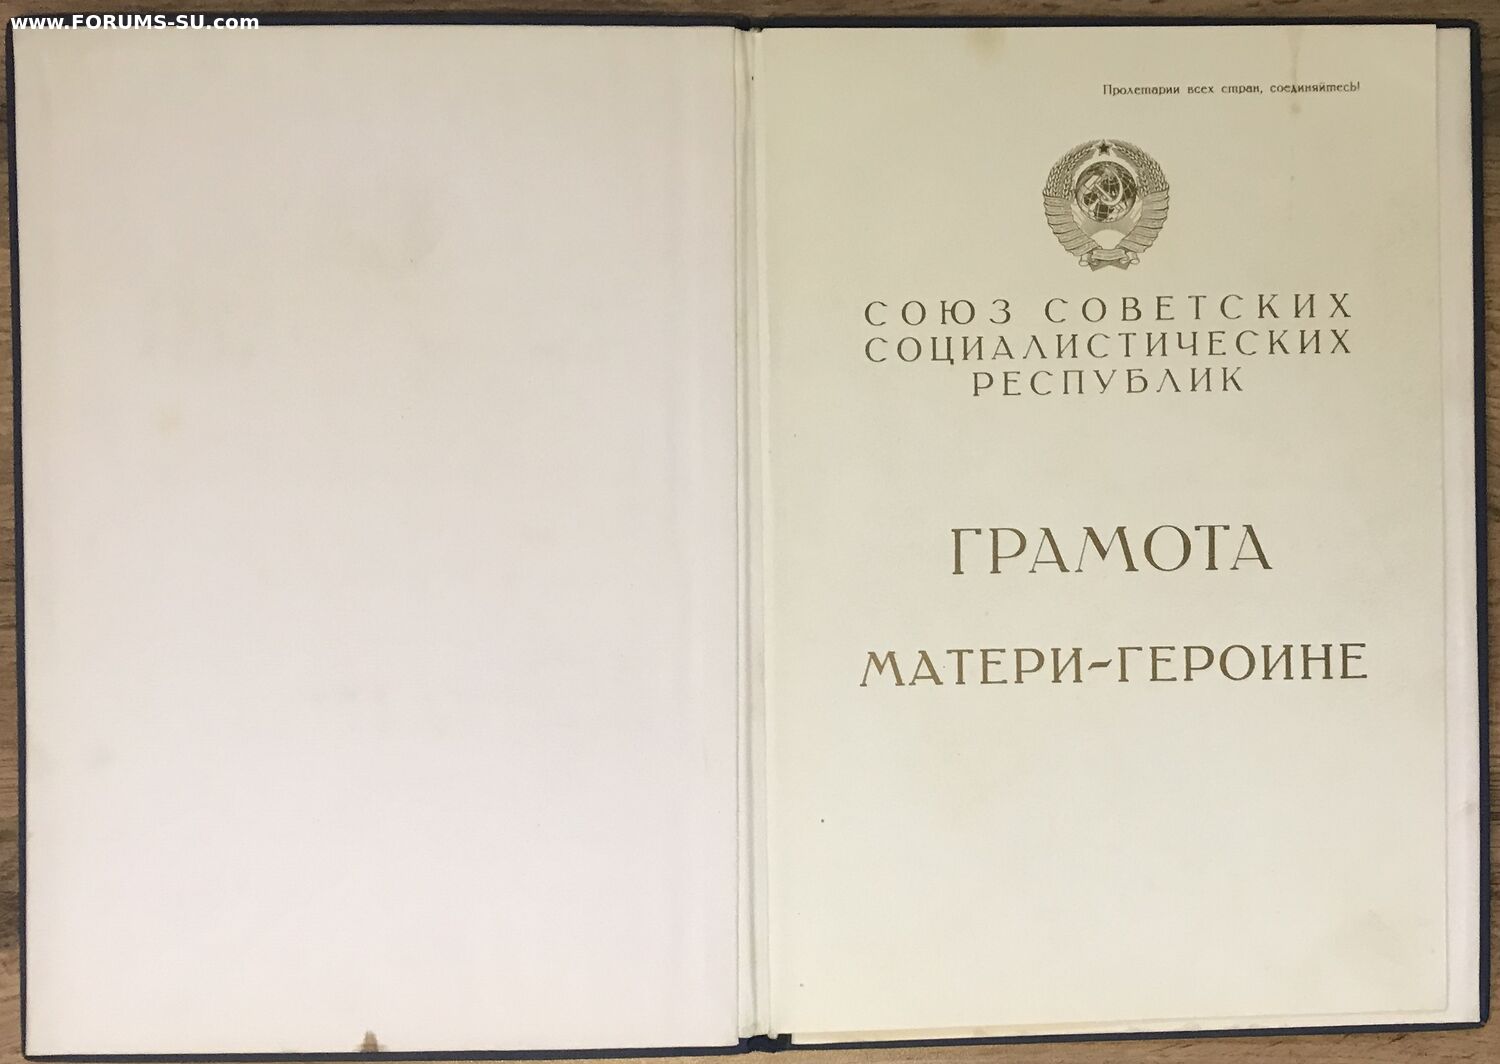 www.FORUMS-SU.com
Пролетарии всех стран, соединяйтесь!
СОЮЗ СОВЕТСКИХ
СОЦИАЛИСТИЧЕСКИХ
РЕСПУБЛИК
ГРАМОТА
МАТЕРИ-ГЕРОИНЕ